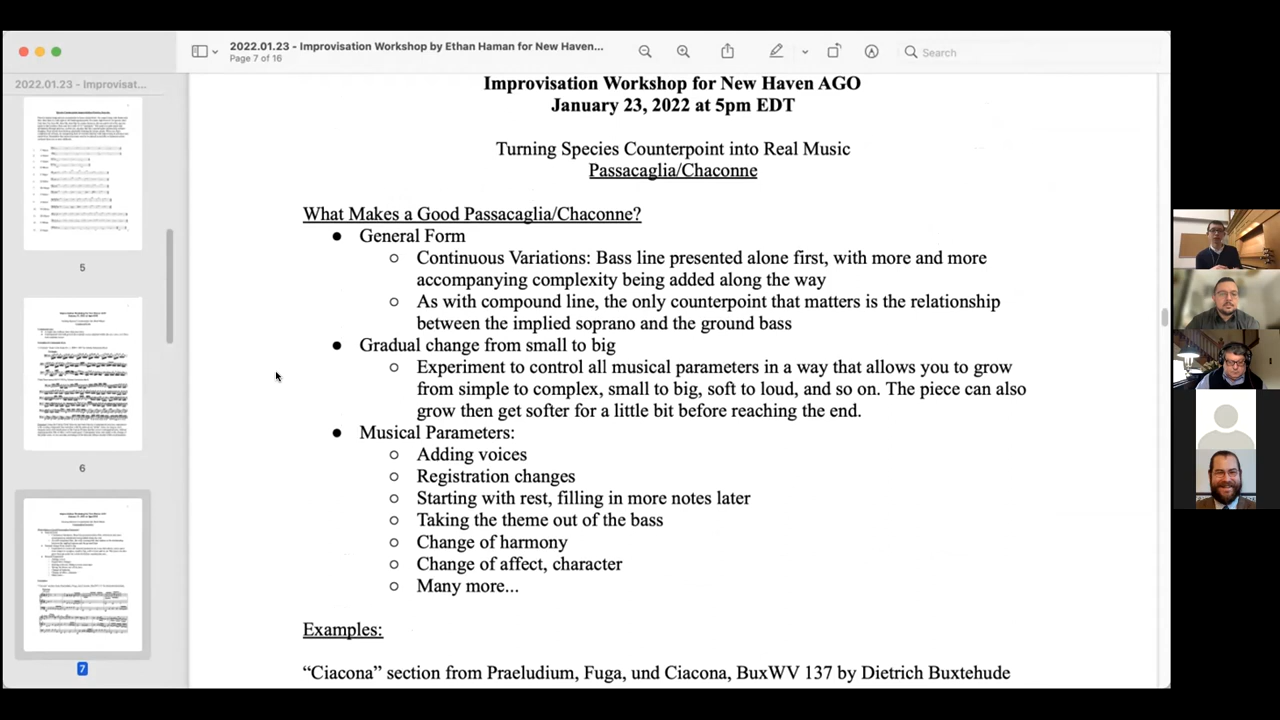 2022.01.23 - Improvisation Workshop by Ethan Haman for New Haven...
Page 7 of 16
Search
2022.01.23 - Improvisat...
5
6
7
Improvisation Workshop for New Haven AGO
January 23, 2022 at 5pm EDT
Turning Species Counterpoint into Real Music
Passacaglia/Chaconne
What Makes a Good Passacaglia/Chaconne?
● General Form
○ Continuous Variations: Bass line presented alone first, with more and more
accompanying complexity being added along the way
○ As with compound line, the only counterpoint that matters is the relationship
between the implied soprano and the ground bass
● Gradual change from small to big
○ Experiment to control all musical parameters in a way that allows you to grow
from simple to complex, small to big, soft to loud, and so on. The piece can also
grow then get softer for a little bit before reaching the end.
● Musical Parameters:
○ Adding voices
○ Registration changes
○ Starting with rest, filling in more notes later
○ Taking the theme out of the bass
○ Change of harmony
○ Change of affect, character
○ Many more...
Examples:
“Ciacona” section from Praeludium, Fuga, und Ciacona, BuxWV 137 by Dietrich Buxtehude